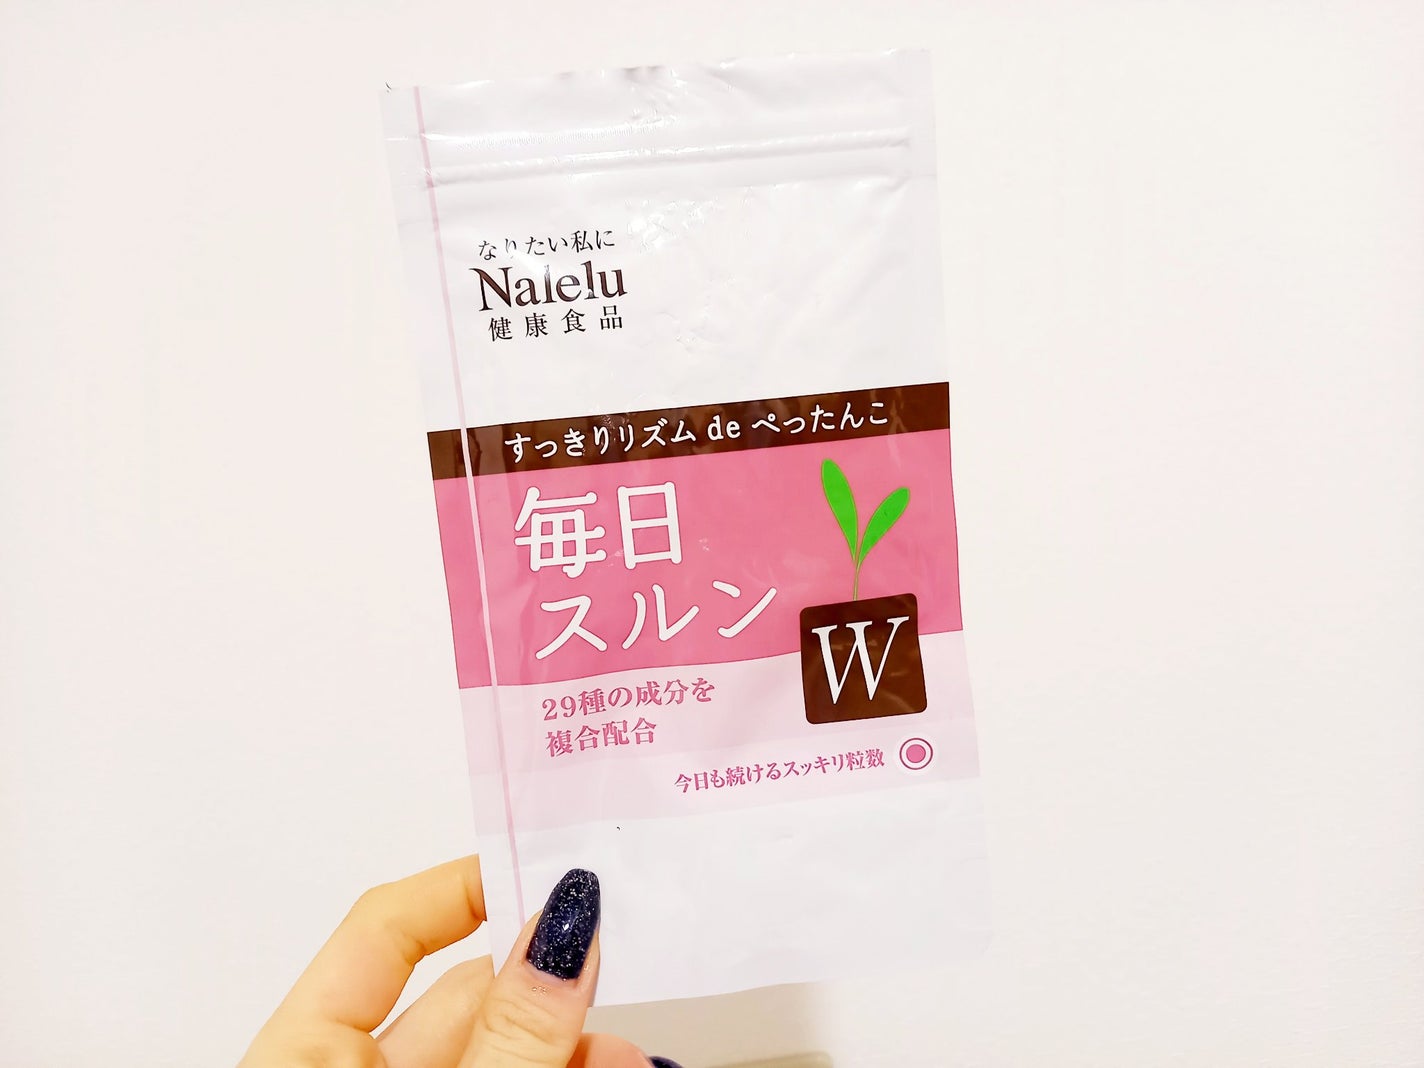 なりたい私に
Nalelu
健康食品
すっきりリズム de ぺったんこ
毎日
スルン
W
29種の成分を
複合配合
今日も続けるスッキリ粒数